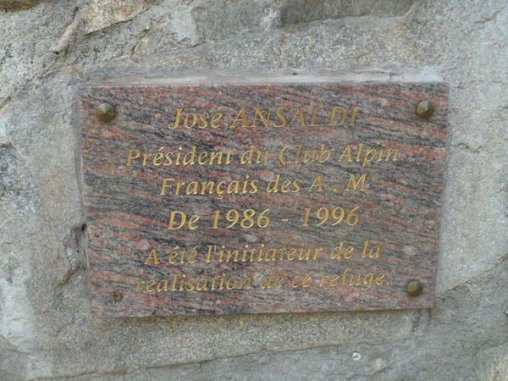 José ANSALDI
Président du Club Alpin
Français des A . M
De 1986 - 1996
A été l'initiateur de la
réalisation de ce refuge